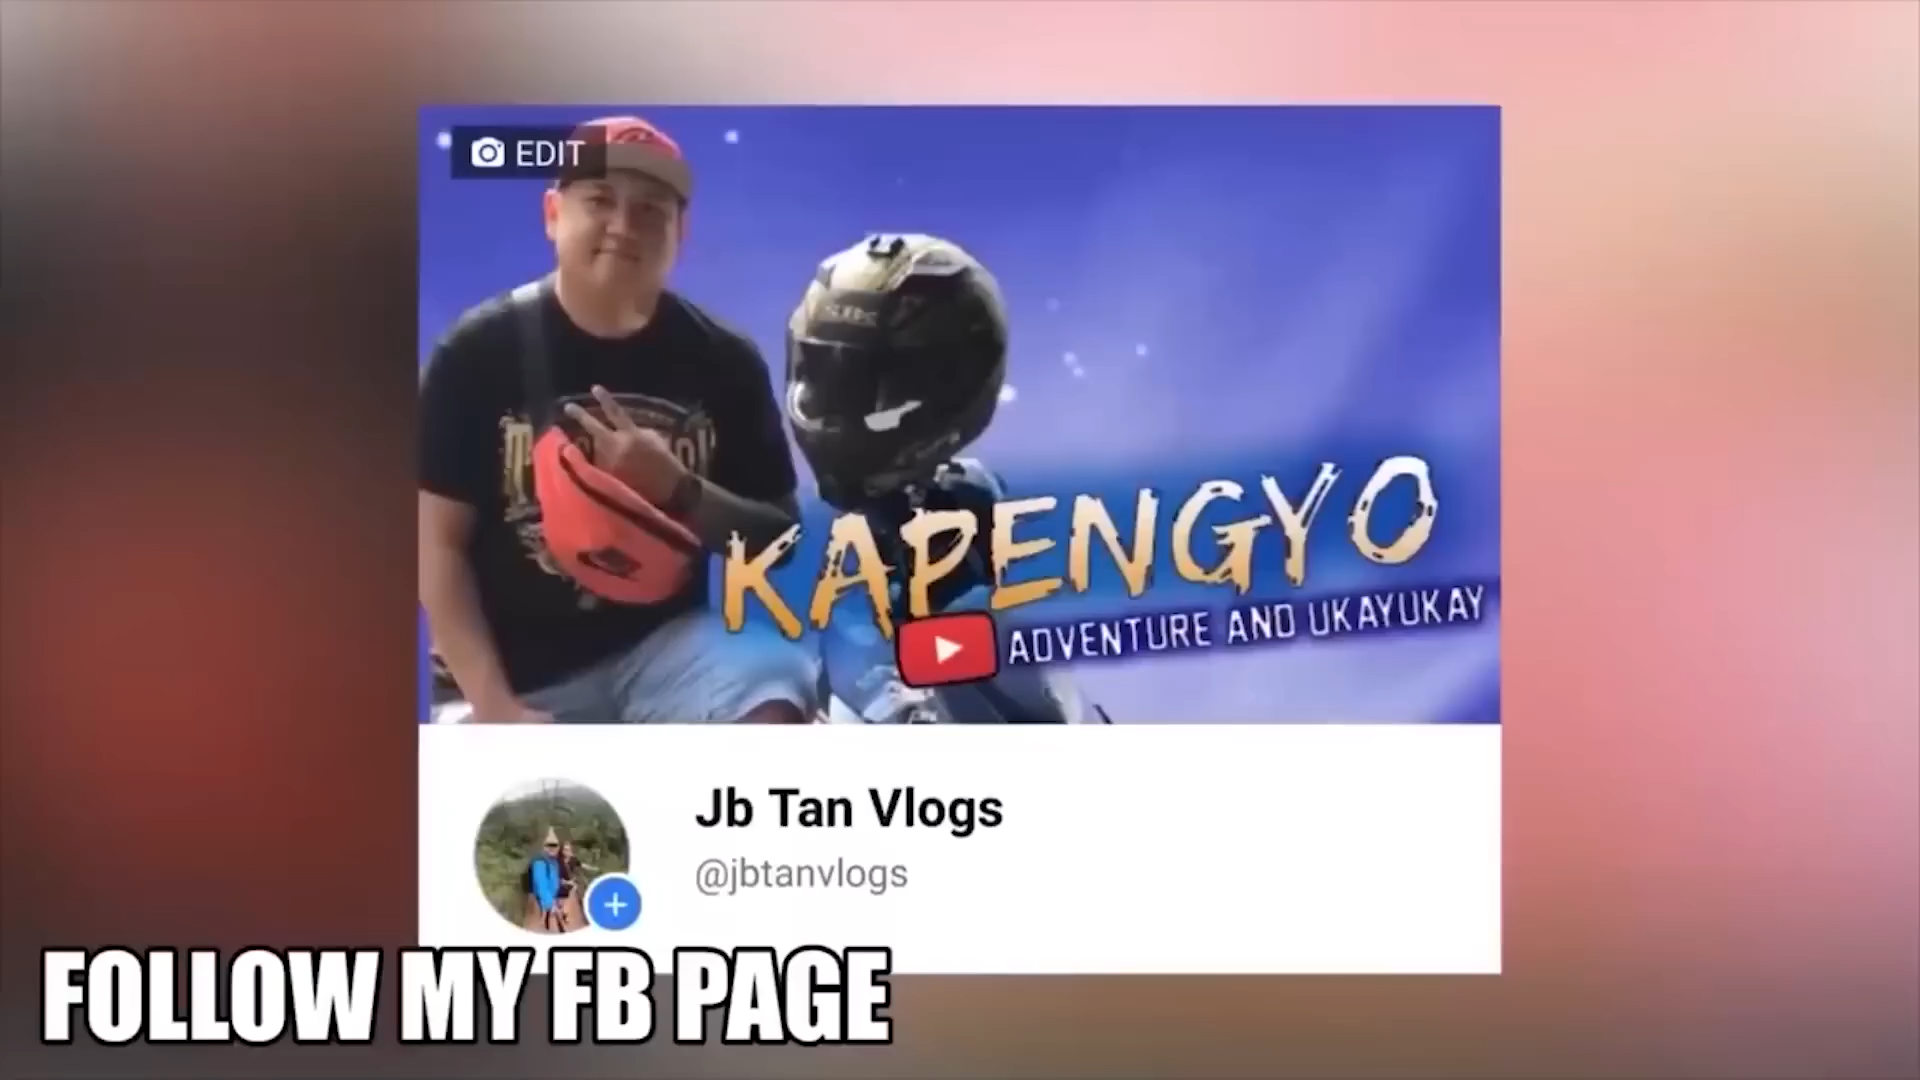 EDIT
KAPENGYO
ADVENTURE AND UKAYUKAY
Jb Tan Vlogs
@jbtanvlogs
FOLLOW MY FB PAGE